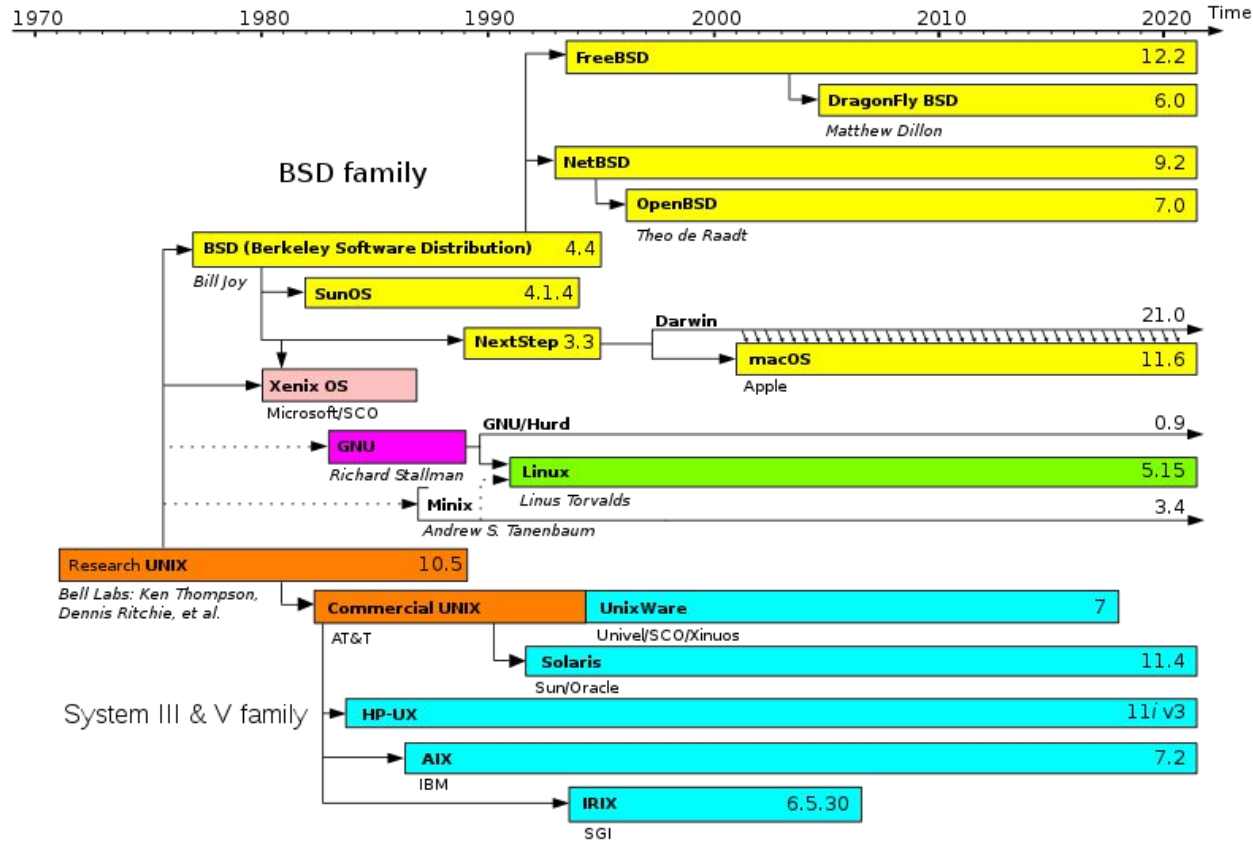 1970 1980 1990 2000 2010 2020 Time
FreeBSD 12.2
DragonFly BSD 6.0
Matthew Dillon
BSD family
NetBSD 9.2
OpenBSD 7.0
Theo de Raadt
BSD (Berkeley Software Distribution) 4.4
Bill Joy
SunOS 4.1.4
Darwin 21.0
NextStep 3.3
macOS 11.6
Apple
Xenix OS
Microsoft/SCO
GNU/Hurd 0.9
GNU
Richard Stallman
Linux 5.15
Linus Torvalds
Minix 3.4
Andrew S. Tanenbaum
Research UNIX 10.5
Bell Labs: Ken Thompson,
Dennis Ritchie, et al.
Commercial UNIX
AT&T
UnixWare 7
Univel/SCO/Xinuos
Solaris 11.4
Sun/Oracle
System III & V family
HP-UX 11i v3
AIX 7.2
IBM
IRIX 6.5.30
SGI